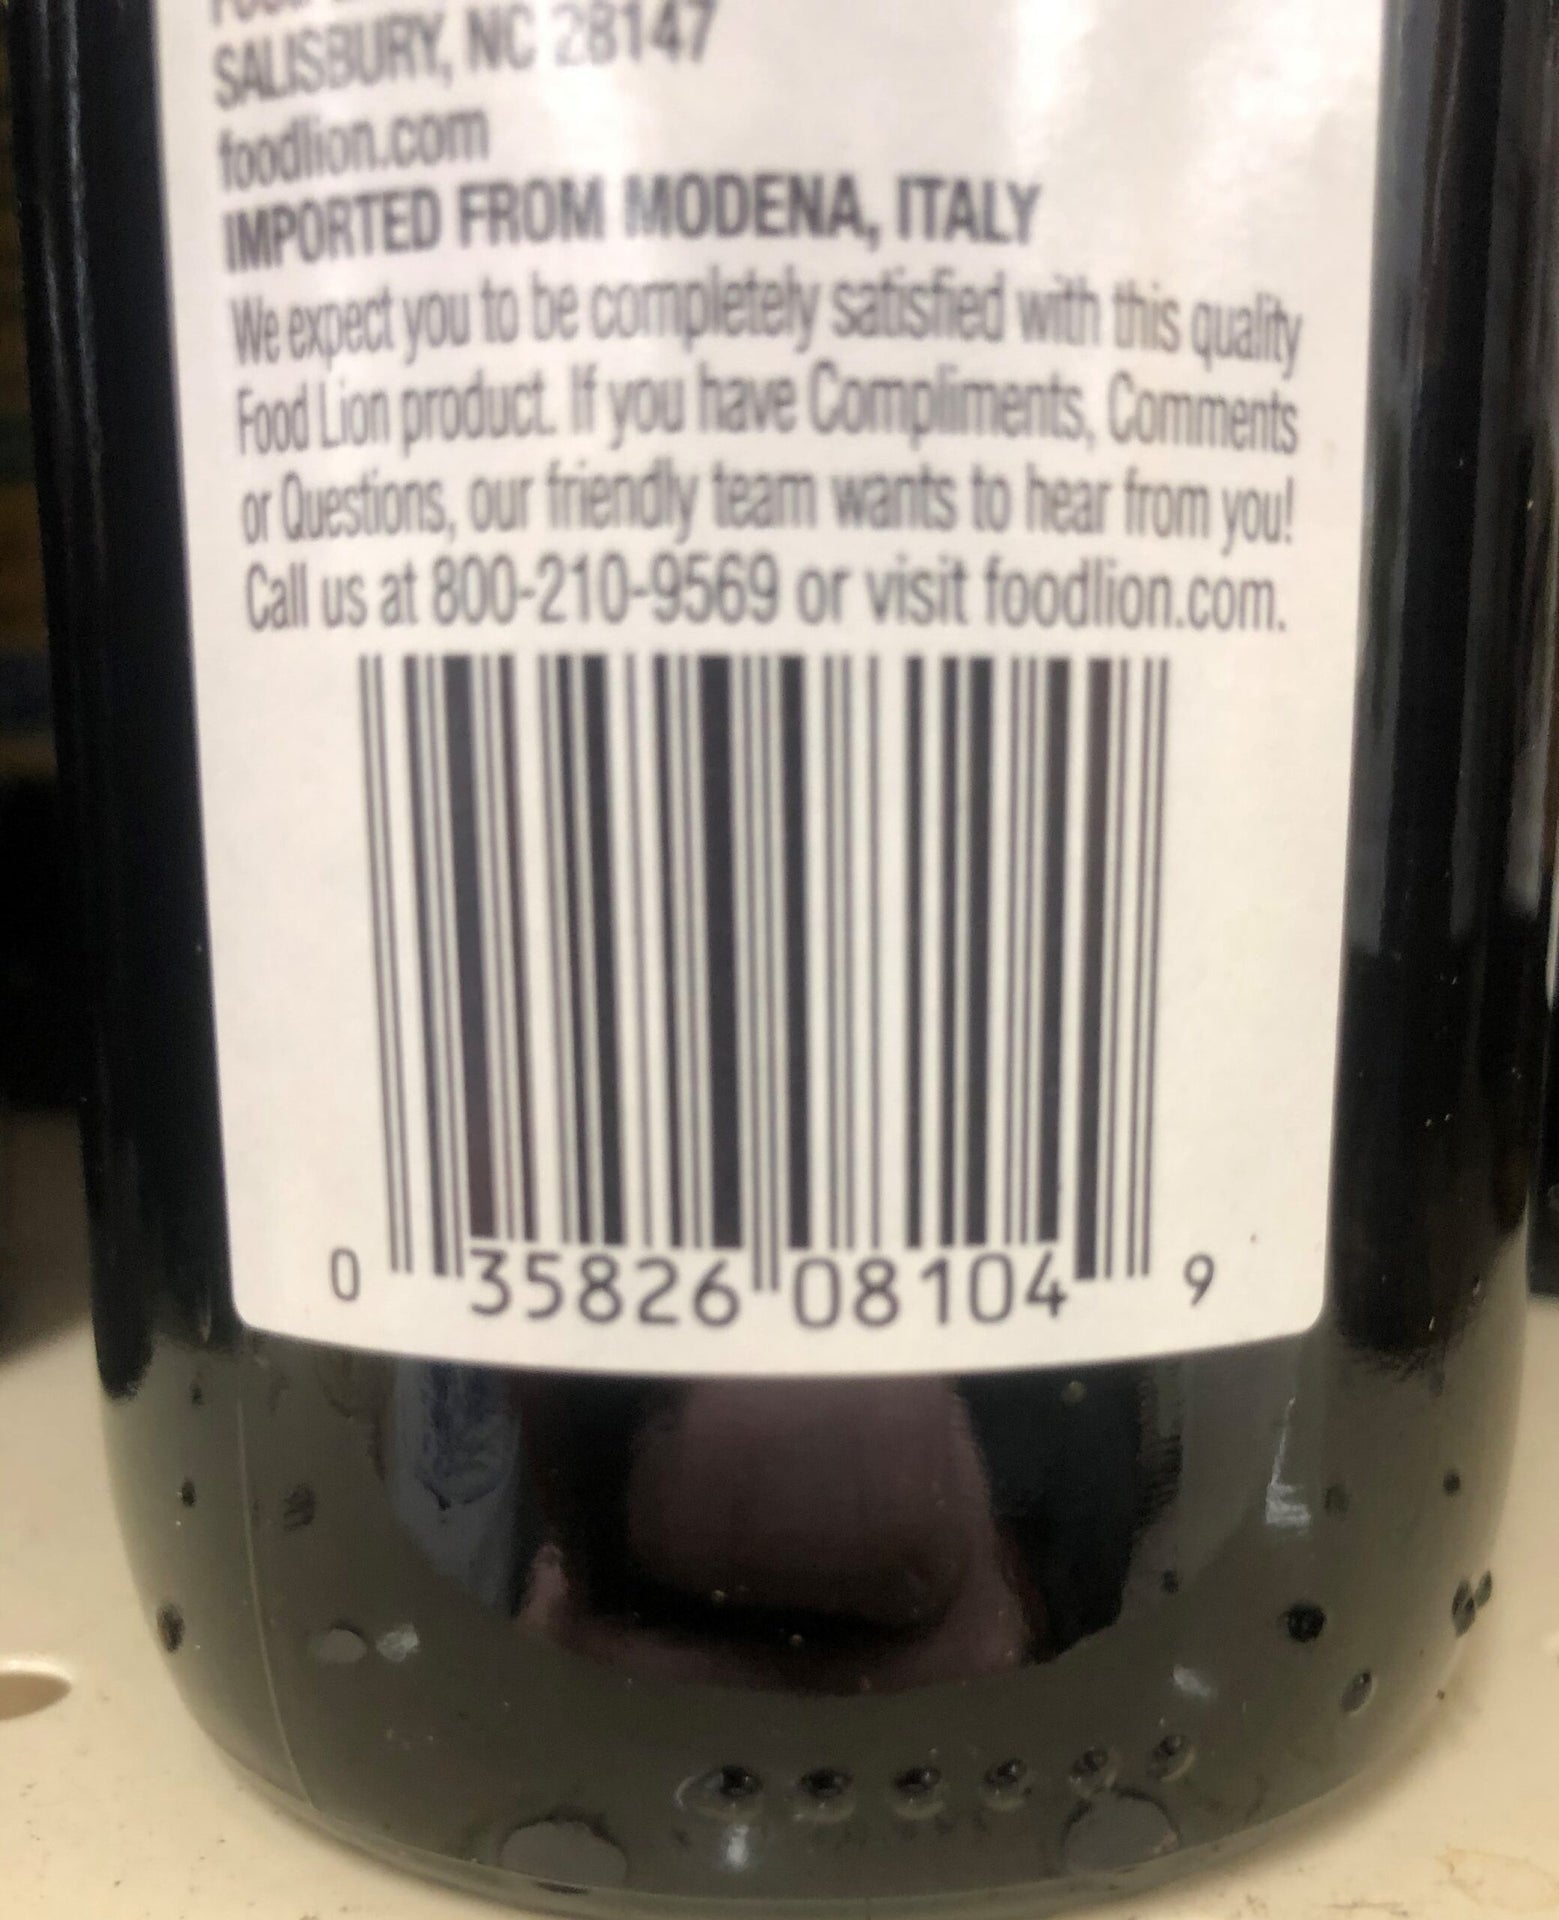 SALISBURY, NC 28147
foodlion.com
IMPORTED FROM MODENA, ITALY
We expect you to be completely satisfied with this quality
Food Lion product. If you have Compliments, Comments
or Questions, our friendly team wants to hear from you!
Call us at 800-210-9569 or visit foodlion.com.
0 35826 08104 9